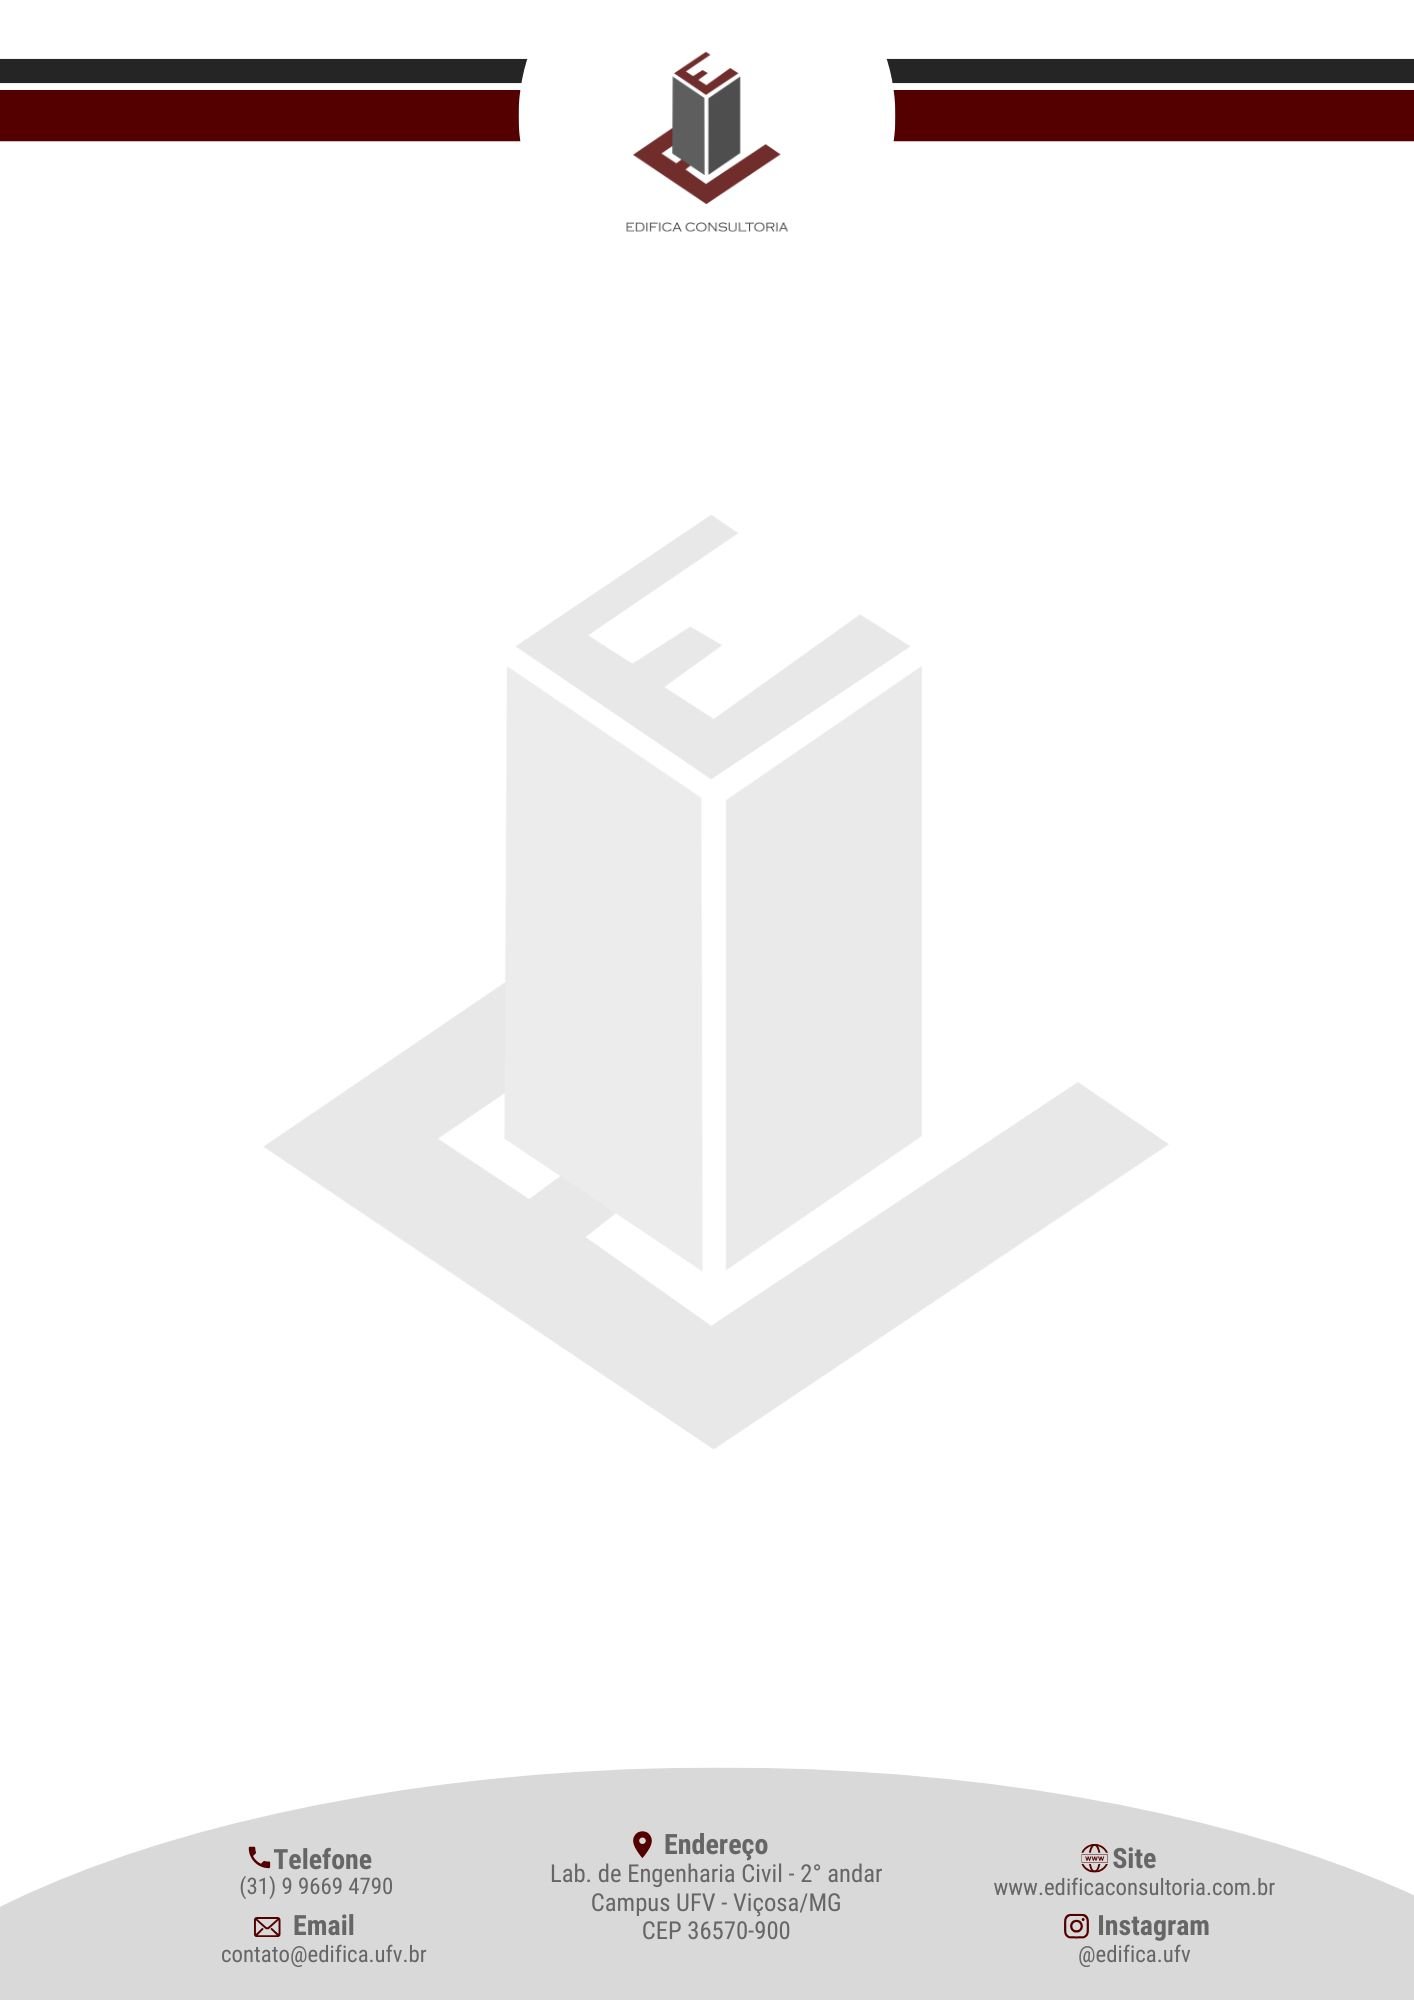 EDIFICA CONSULTORIA
Telefone
(31) 9 9669 4790
Email
contato@edifica.ufv.br
Endereço
Lab. de Engenharia Civil - 2° andar
Campus UFV - Viçosa/MG
CEP 36570-900
www
Site
www.edificaconsultoria.com.br
Instagram
@edifica.ufv